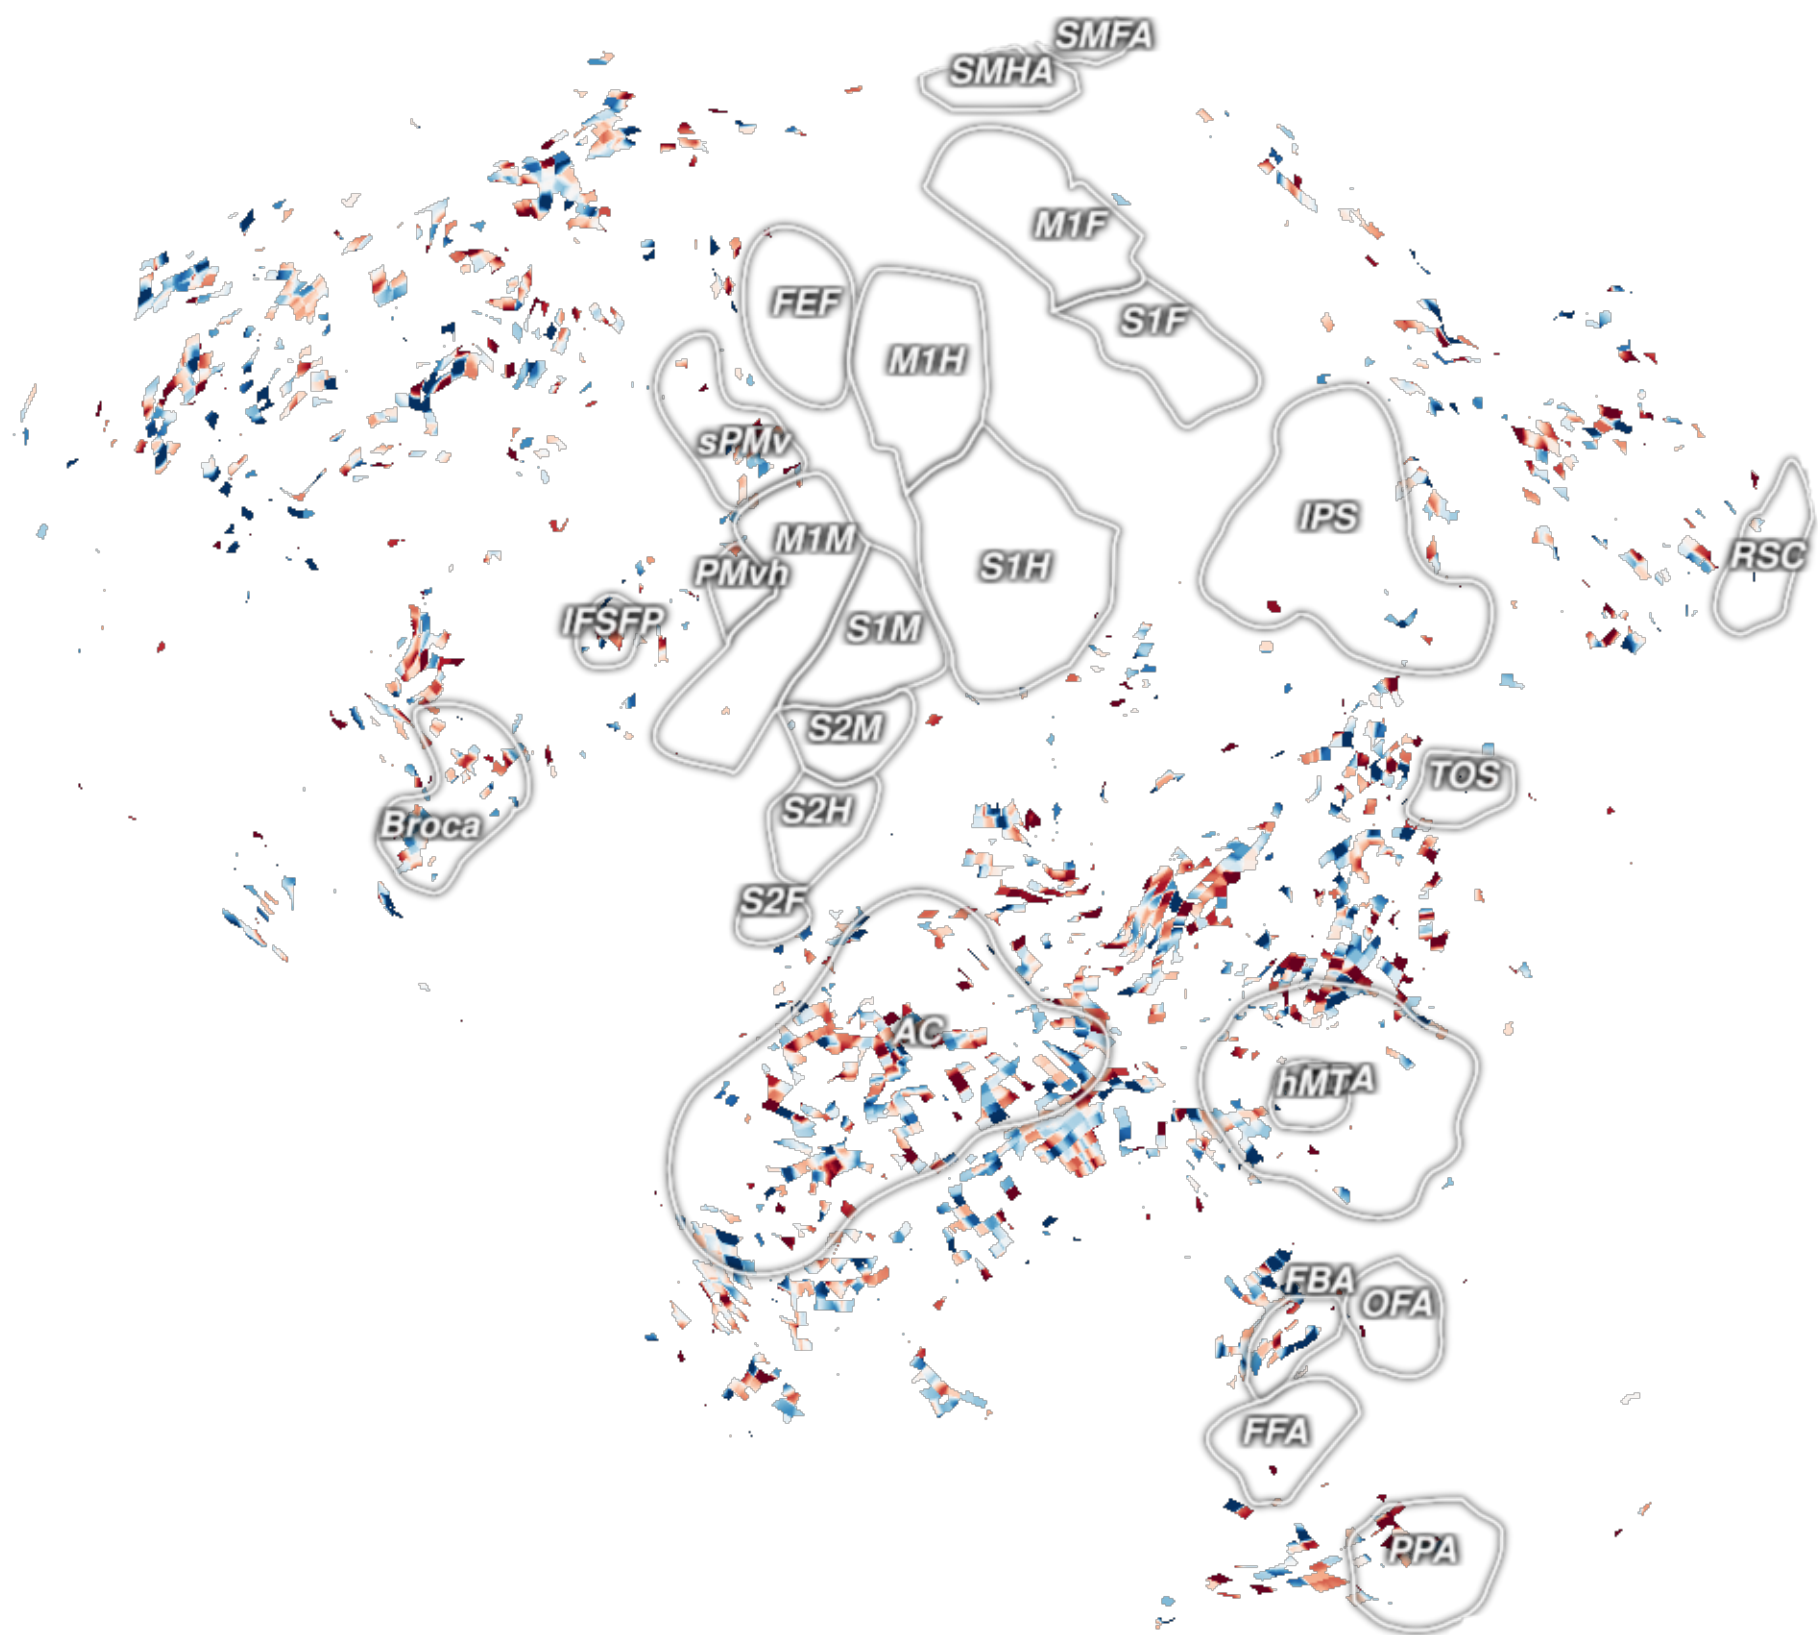 SMFA
SMHA
M1F
FEF
S1F
M1H
sPMv
IPS
M1M
RSC
PMvh
S1H
IFSFP
S1M
S2M
TOS
S2H
Broca
S2F
AC
hMTA
FBA
OFA
FFA
PPA